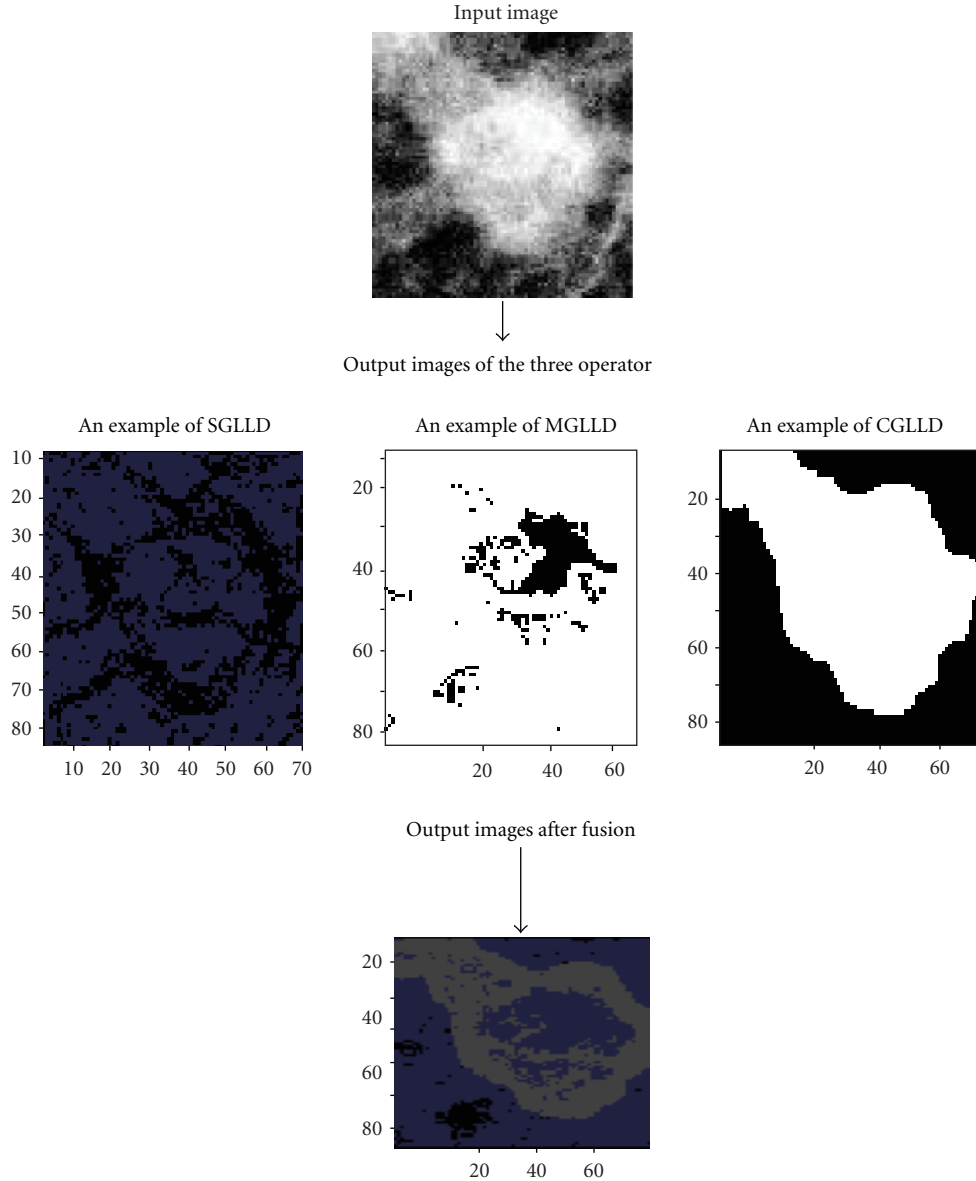 Input image
Output images of the three operator
An example of SGLLD
An example of MGLLD
An example of CGLLD
10
20
30
40
50
60
70
80
10 20 30 40 50 60 70
20
40
60
80
20 40 60
20
40
60
80
20 40 60
Output images after fusion
20
40
60
80
20 40 60